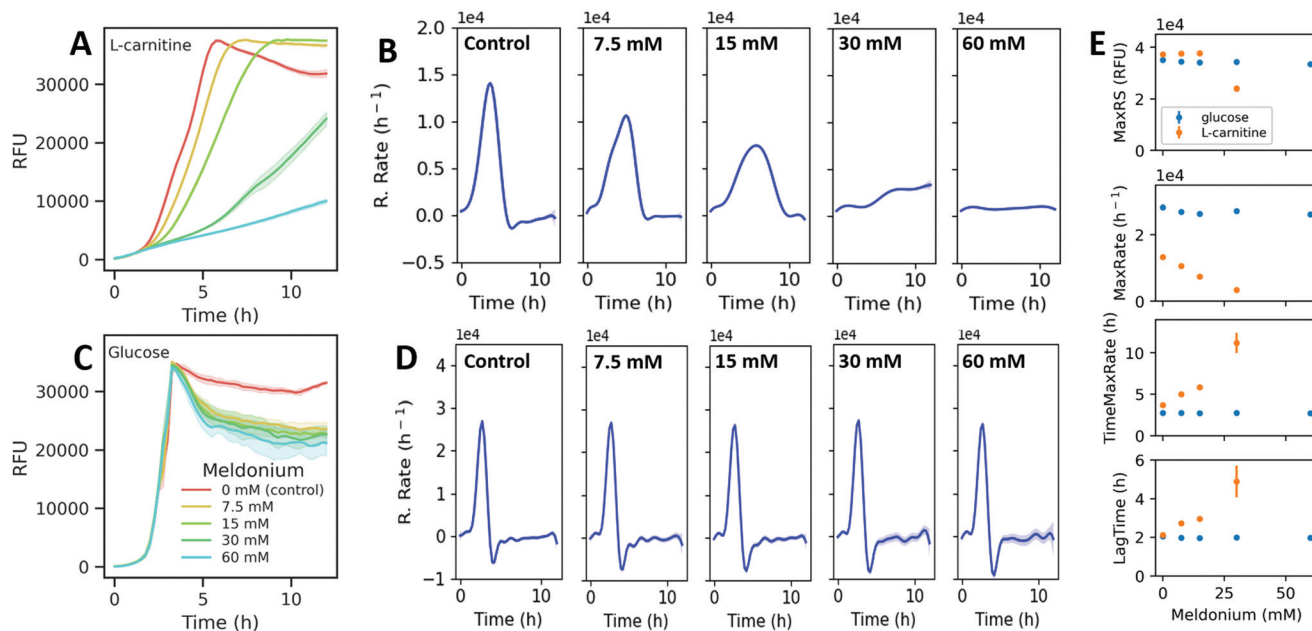 A
L-carnitine
RFU
30000
20000
10000
0
0 5 10
Time (h)
B
R. Rate (h⁻¹)
1e4 1e4 1e4 1e4 1e4
Control 7.5 mM 15 mM 30 mM 60 mM
2.0
1.5
1.0
0.5
0.0
−0.5
0 10 0 10 0 10 0 10 0 10
Time (h) Time (h) Time (h) Time (h) Time (h)
C
Glucose
RFU
30000
20000
10000
0
Meldonium
0 mM (control)
7.5 mM
15 mM
30 mM
60 mM
0 5 10
Time (h)
D
R. Rate (h⁻¹)
1e4 1e4 1e4 1e4 1e4
Control 7.5 mM 15 mM 30 mM 60 mM
4
3
2
1
0
−1
0 10 0 10 0 10 0 10 0 10
Time (h) Time (h) Time (h) Time (h) Time (h)
E
1e4
MaxRS (RFU)
4
2
0
glucose
L-carnitine
1e4
MaxRate (h⁻¹)
2
0
TimeMaxRate (h)
10
5
0
LagTime (h)
6
4
2
0
0 25 50
Meldonium (mM)